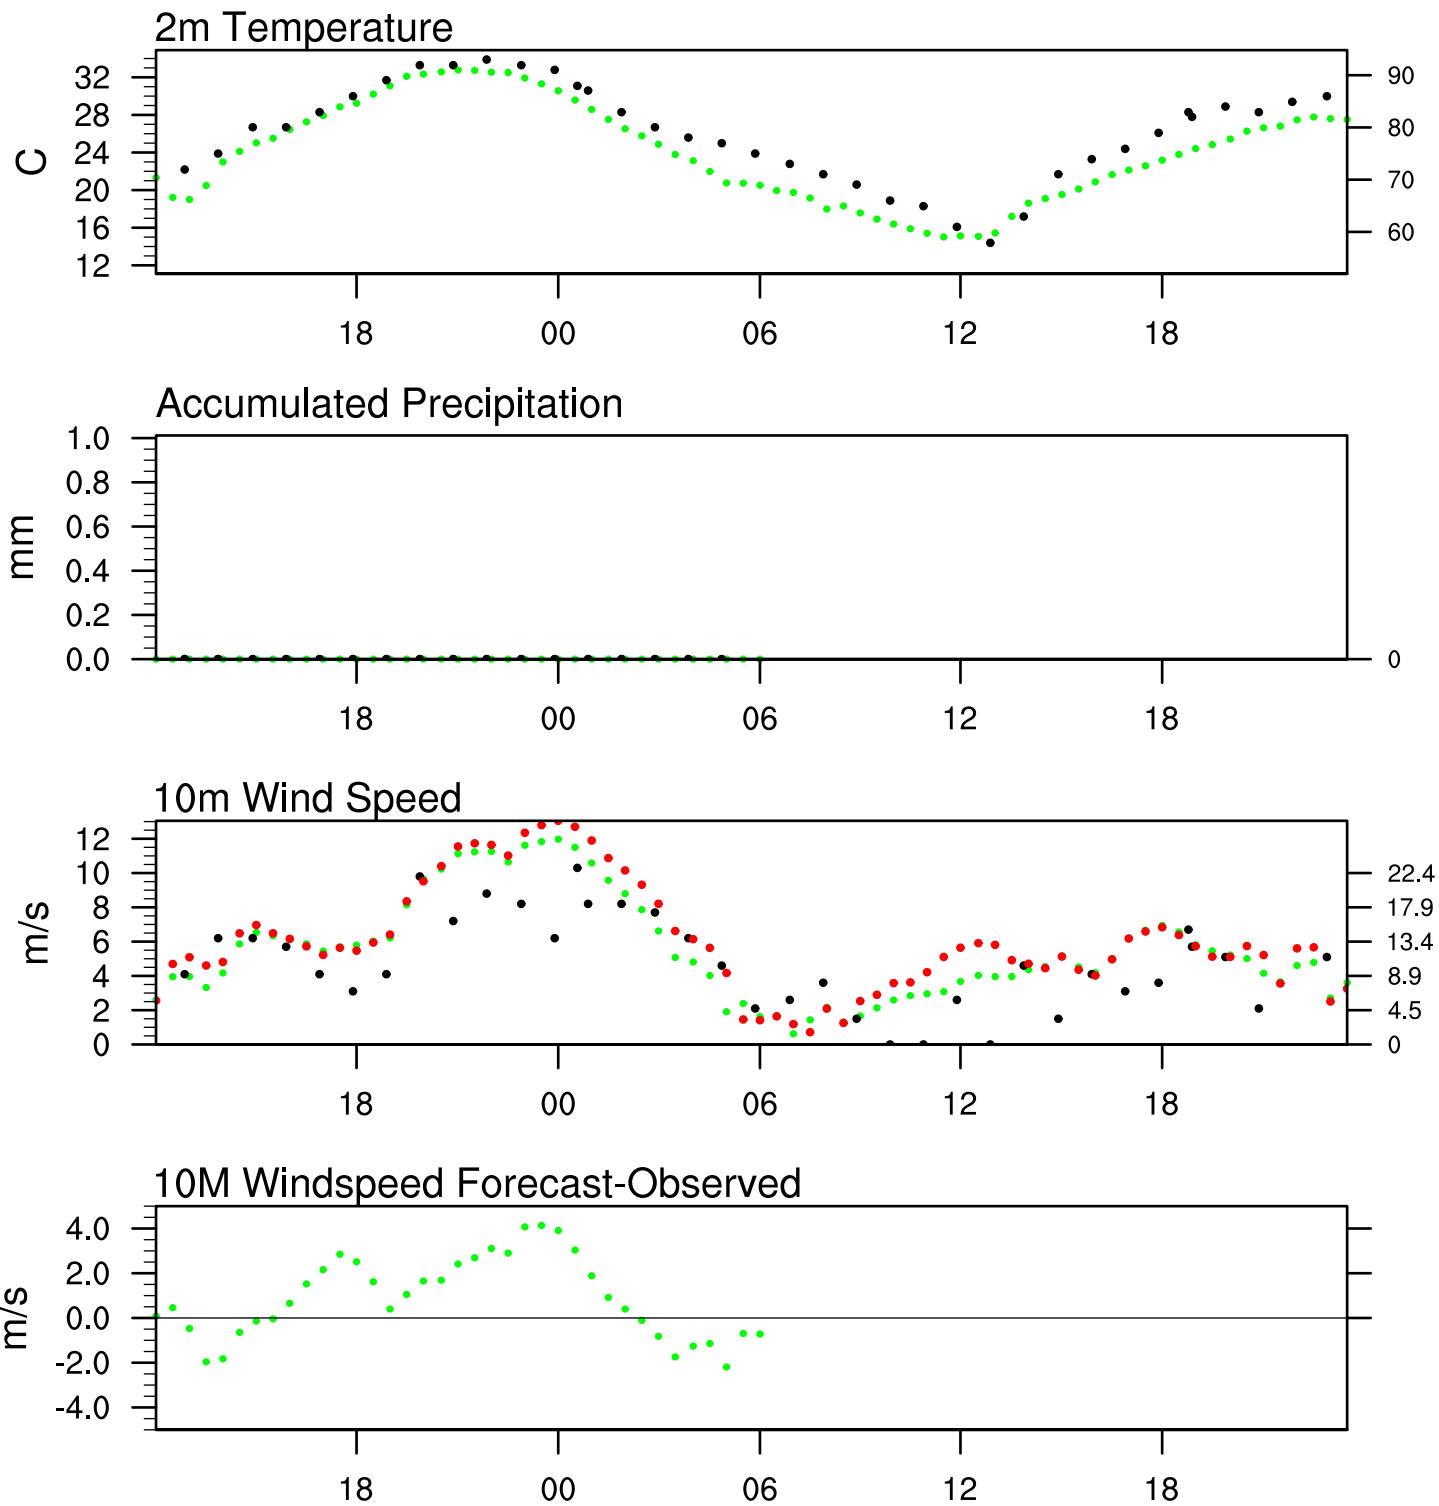 2m Temperature
C
32
28
24
20
16
12
90
80
70
60
18 00 06 12 18
Accumulated Precipitation
mm
1.0
0.8
0.6
0.4
0.2
0.0
0
18 00 06 12 18
10m Wind Speed
m/s
12
10
8
6
4
2
0
22.4
17.9
13.4
8.9
4.5
0
18 00 06 12 18
10M Windspeed Forecast-Observed
m/s
4.0
2.0
0.0
-2.0
-4.0
18 00 06 12 18